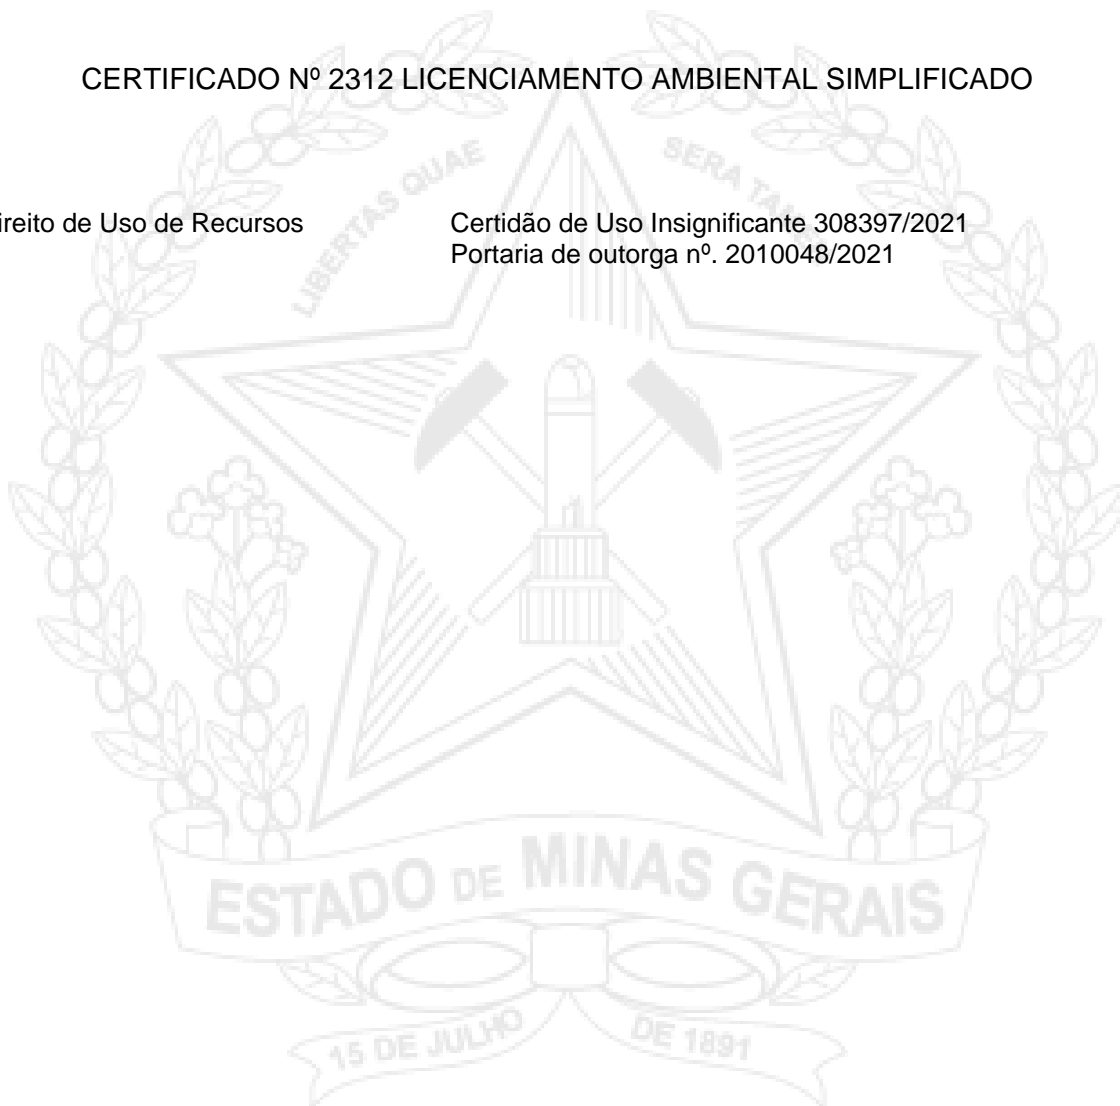 CERTIFICADO Nº 2312 LICENCIAMENTO AMBIENTAL SIMPLIFICADO
LIBERTAS QUAE SERA TAMEN
ireito de Uso de Recursos Certidão de Uso Insignificante 308397/2021
Portaria de outorga nº. 2010048/2021
ESTADO DE MINAS GERAIS
15 DE JULHO DE 1891